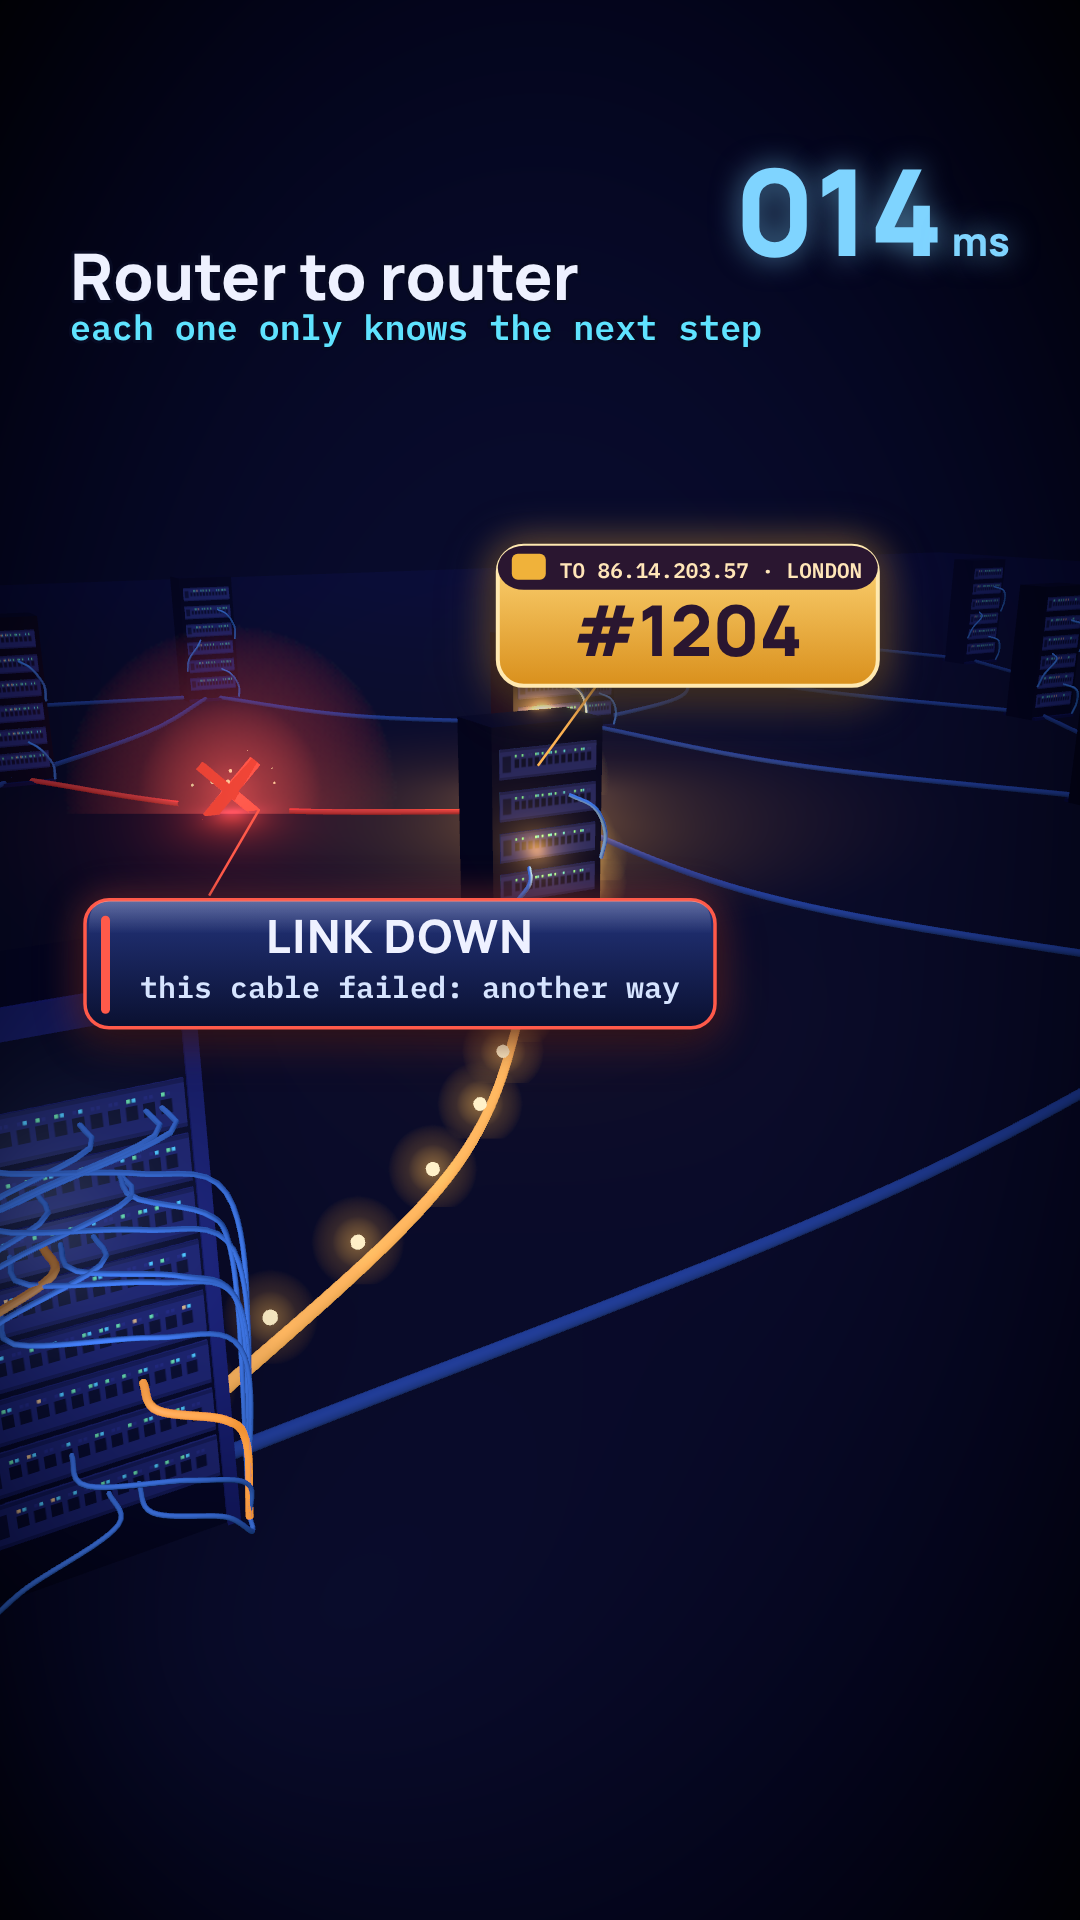 014 ms
Router to router
each one only knows the next step
TO 86.14.203.57 · LONDON
#1204
LINK DOWN
this cable failed: another way